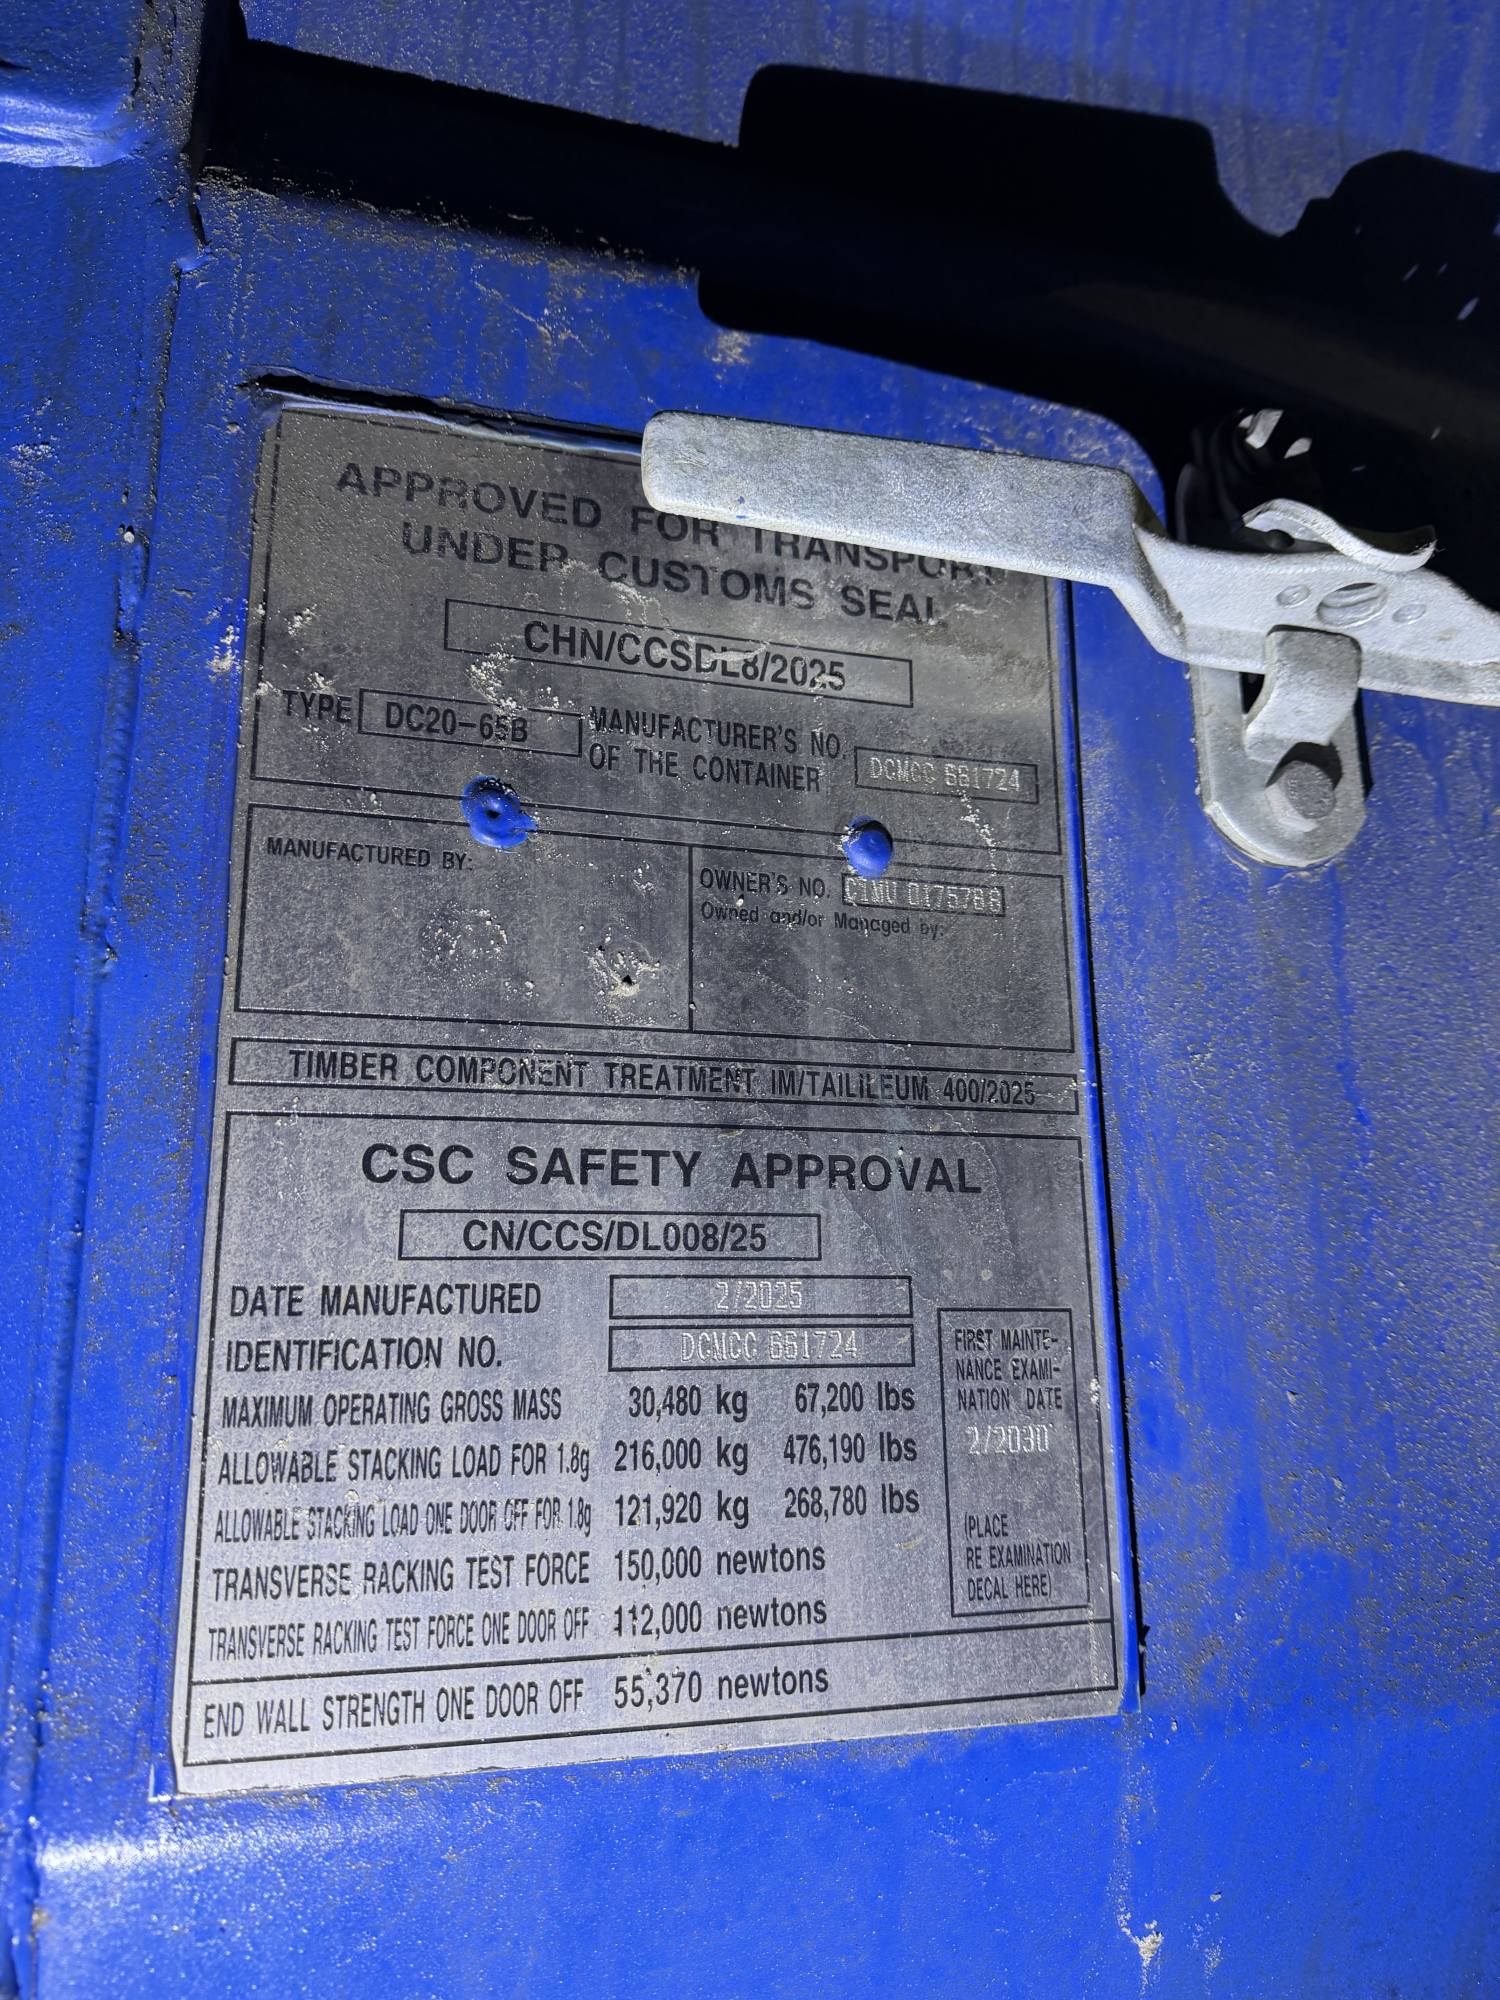 APPROVED FOR TRANSPORT
UNDER CUSTOMS SEAL
CHN/CCSDL8/2025
TYPE DC20-65B
MANUFACTURER'S NO.
OF THE CONTAINER
DCMCC 661724
MANUFACTURED BY:
OWNER'S NO.
Owned and/or Managed by:
TIMBER COMPONENT TREATMENT IM/TAILILEUM 400/2025
CSC SAFETY APPROVAL
CN/CCS/DL008/25
DATE MANUFACTURED 2/2025
IDENTIFICATION NO. DCMCC 661724
MAXIMUM OPERATING GROSS MASS 30,480 kg 67,200 lbs
ALLOWABLE STACKING LOAD FOR 1.8g 216,000 kg 476,190 lbs
ALLOWABLE STACKING LOAD ONE DOOR OFF FOR 1.8g 121,920 kg 268,780 lbs
TRANSVERSE RACKING TEST FORCE 150,000 newtons
TRANSVERSE RACKING TEST FORCE ONE DOOR OFF 112,000 newtons
END WALL STRENGTH ONE DOOR OFF 55,370 newtons
FIRST MAINTE-
NANCE EXAMI-
NATION DATE
2/2030
(PLACE
RE EXAMINATION
DECAL HERE)